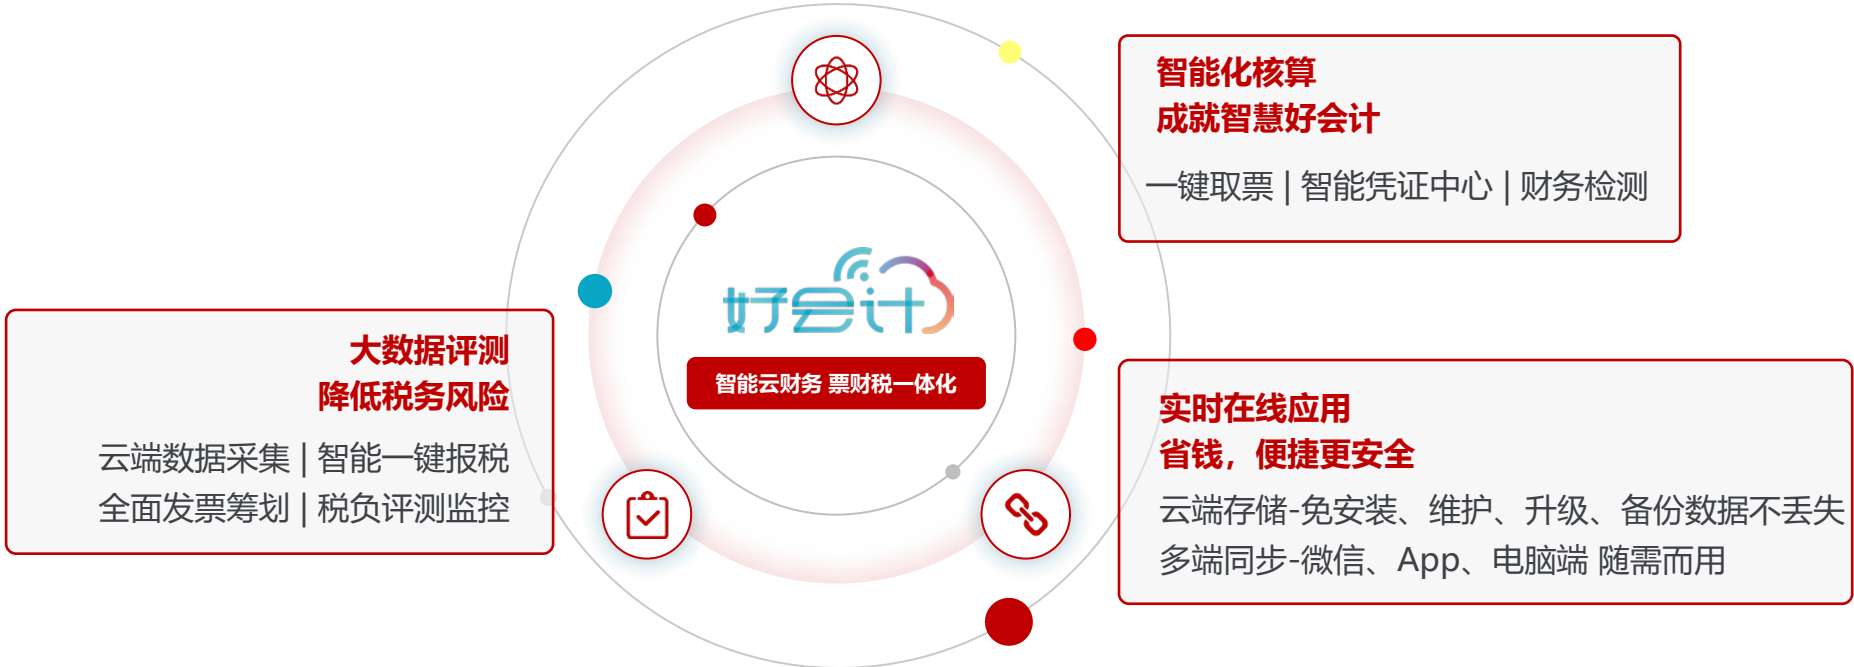 智能化核算
成就智慧好会计
一键取票 | 智能凭证中心 | 财务检测
好会计
智能云财务 票财税一体化
大数据评测
降低税务风险
云端数据采集 | 智能一键报税
全面发票筹划 | 税负评测监控
实时在线应用
省钱，便捷更安全
云端存储-免安装、维护、升级、备份数据不丢失
多端同步-微信、App、电脑端 随需而用